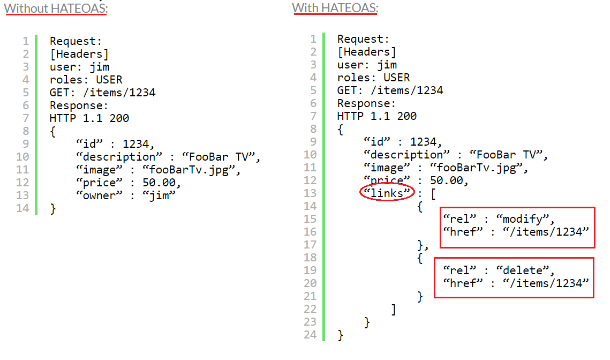 Without HATEOAS:
1 Request:
2 [Headers]
3 user: jim
4 roles: USER
5 GET: /items/1234
6 Response:
7 HTTP 1.1 200
8 {
9 “id” : 1234,
10 “description” : “FooBar TV”,
11 “image” : “fooBarTv.jpg”,
12 “price” : 50.00,
13 “owner” : “jim”
14 }
With HATEOAS:
1 Request:
2 [Headers]
3 user: jim
4 roles: USER
5 GET: /items/1234
6 Response:
7 HTTP 1.1 200
8 {
9 “id” : 1234,
10 “description” : “FooBar TV”,
11 “image” : “fooBarTv.jpg”,
12 “price” : 50.00,
13 “links” : [
14 {
15 “rel” : “modify”,
16 “href” : “/items/1234”
17 },
18 {
19 “rel” : “delete”,
20 “href” : “/items/1234”
21 }
22 ]
23 }
24 }